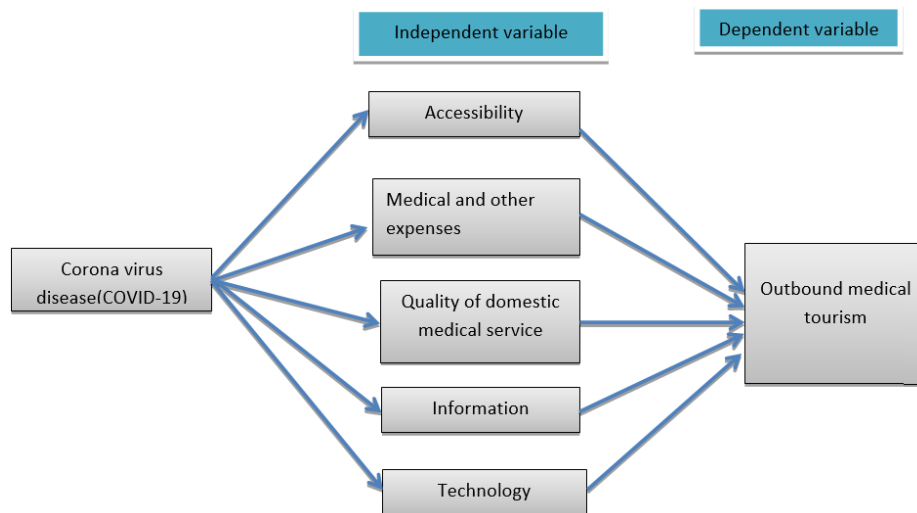 Independent variable
Dependent variable
Accessibility
Medical and other
expenses
Corona virus
disease(COVID-19)
Quality of domestic
medical service
Outbound medical
tourism
Information
Technology